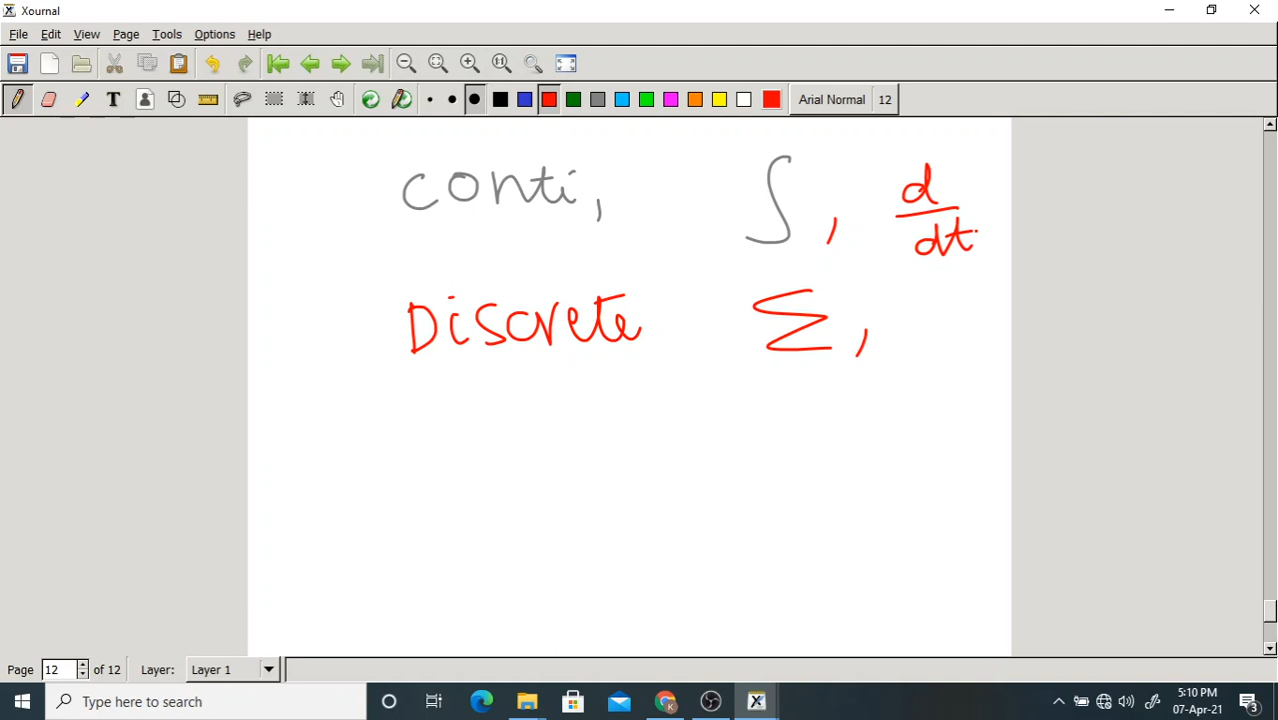 Xournal
File Edit View Page Tools Options Help
Arial Normal 12
conti, ∫, d/dt
Discrete Σ,
Page 12 of 12 Layer: Layer 1
Type here to search
5:10 PM
07-Apr-21
3